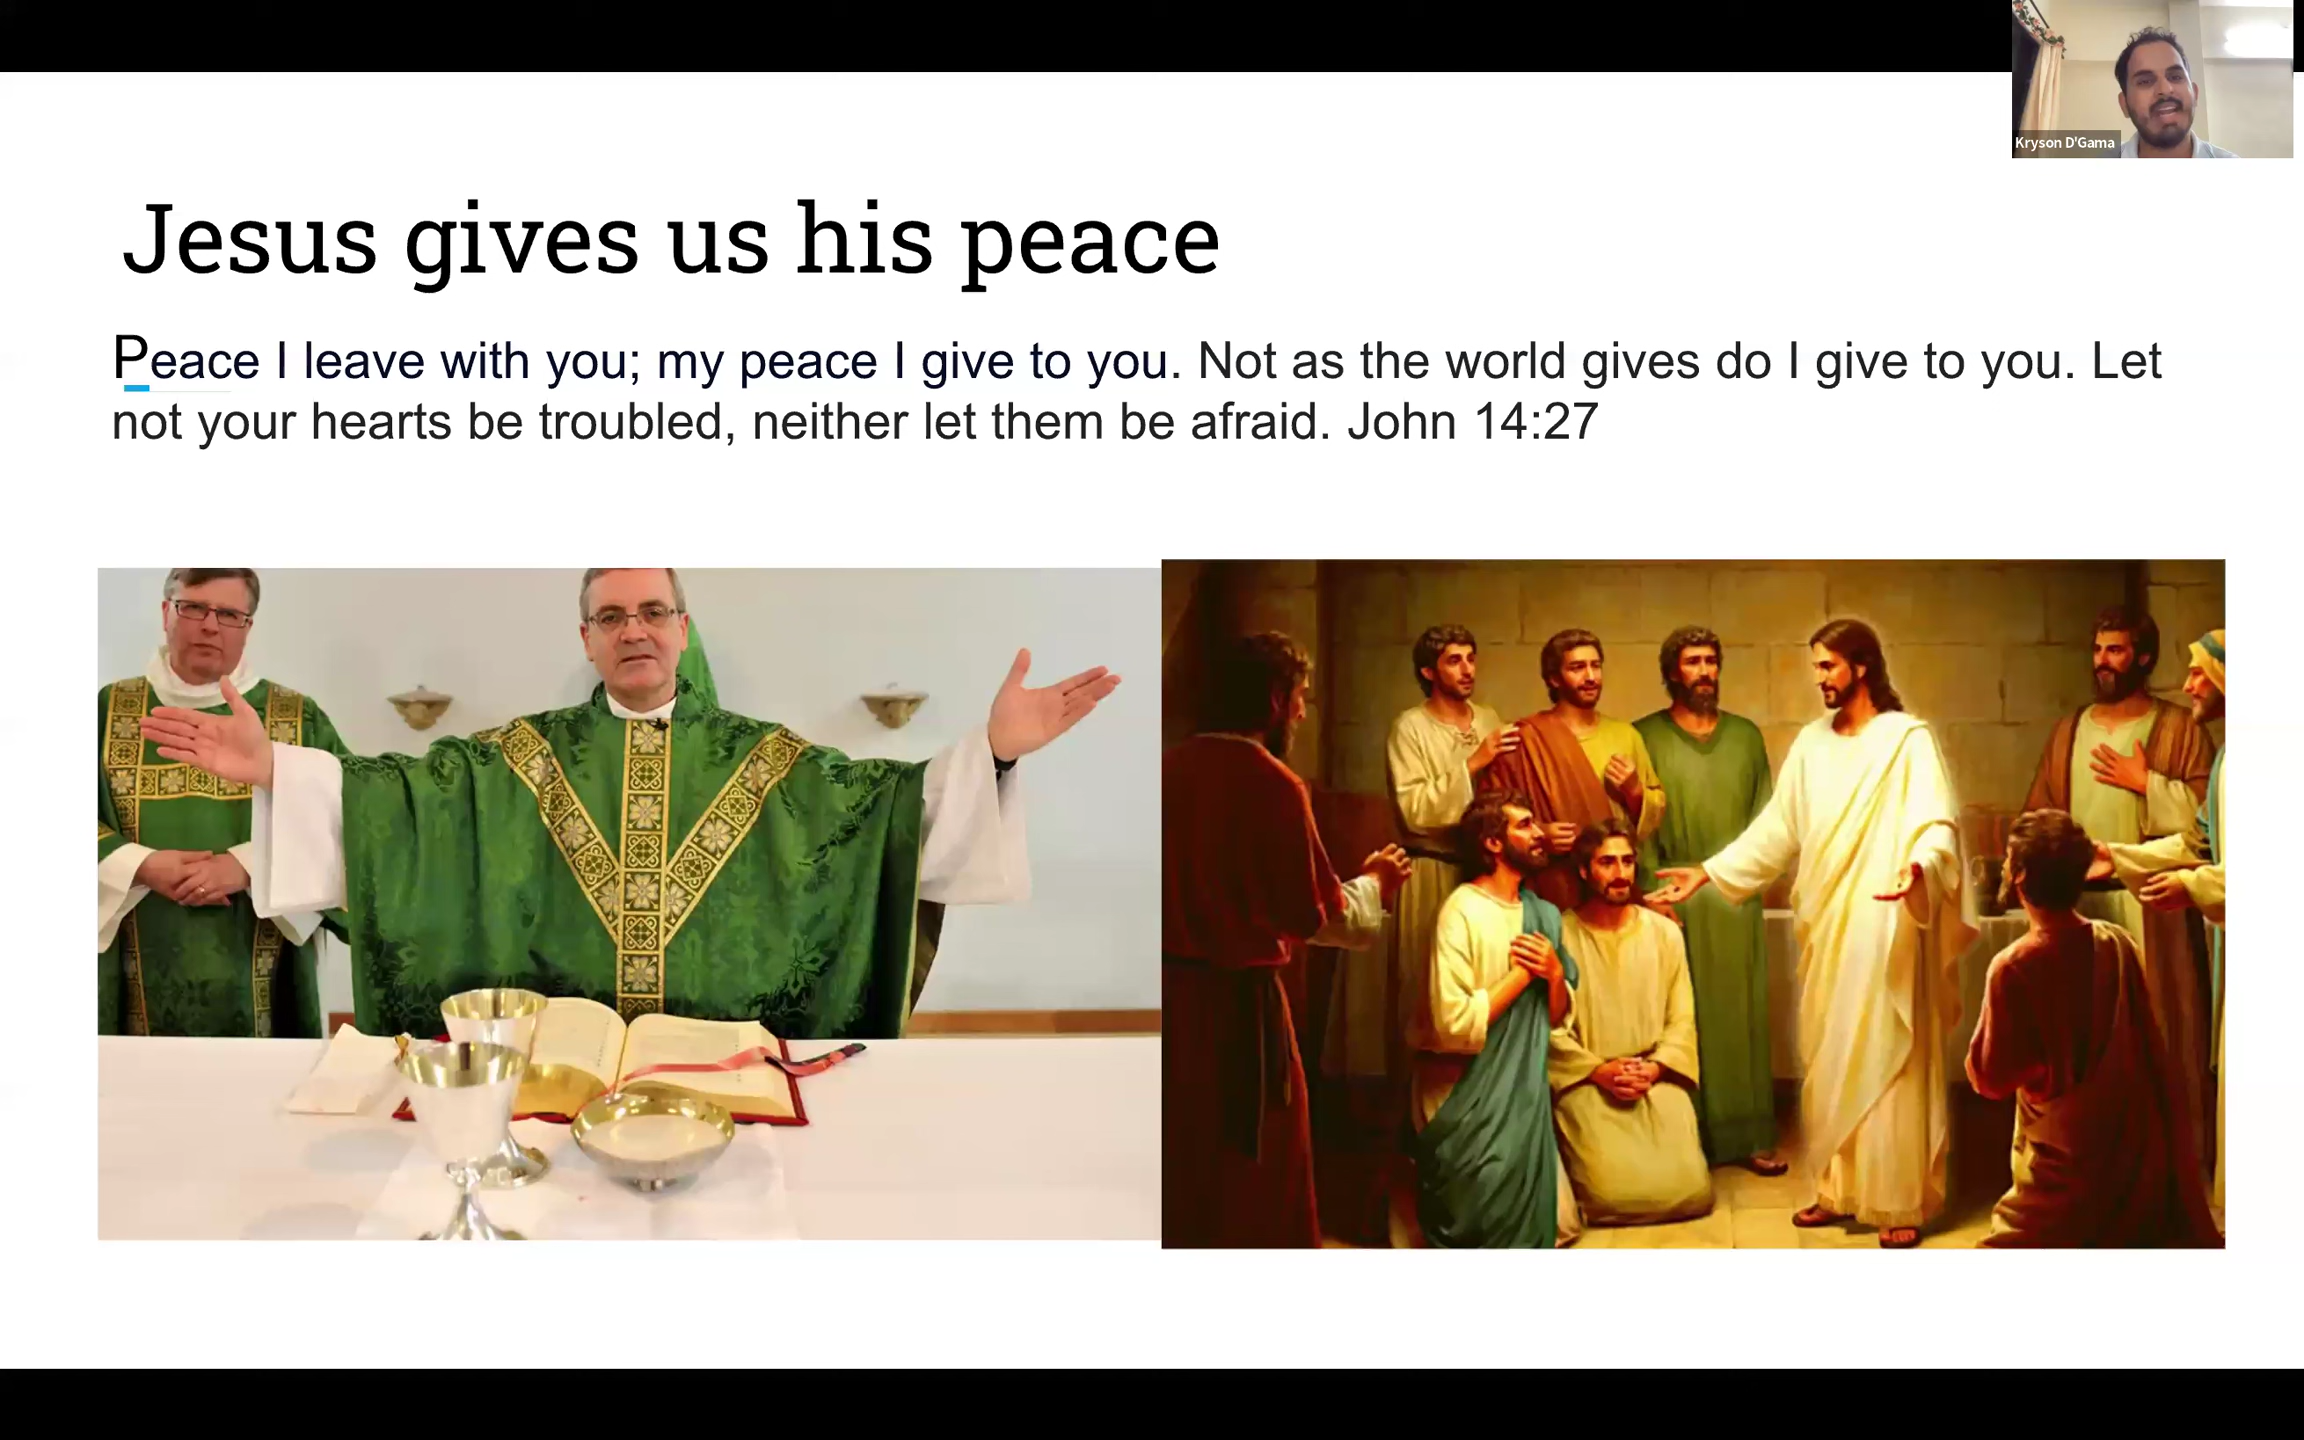 Kryson D'Gama
Jesus gives us his peace
Peace I leave with you; my peace I give to you. Not as the world gives do I give to you. Let
not your hearts be troubled, neither let them be afraid. John 14:27